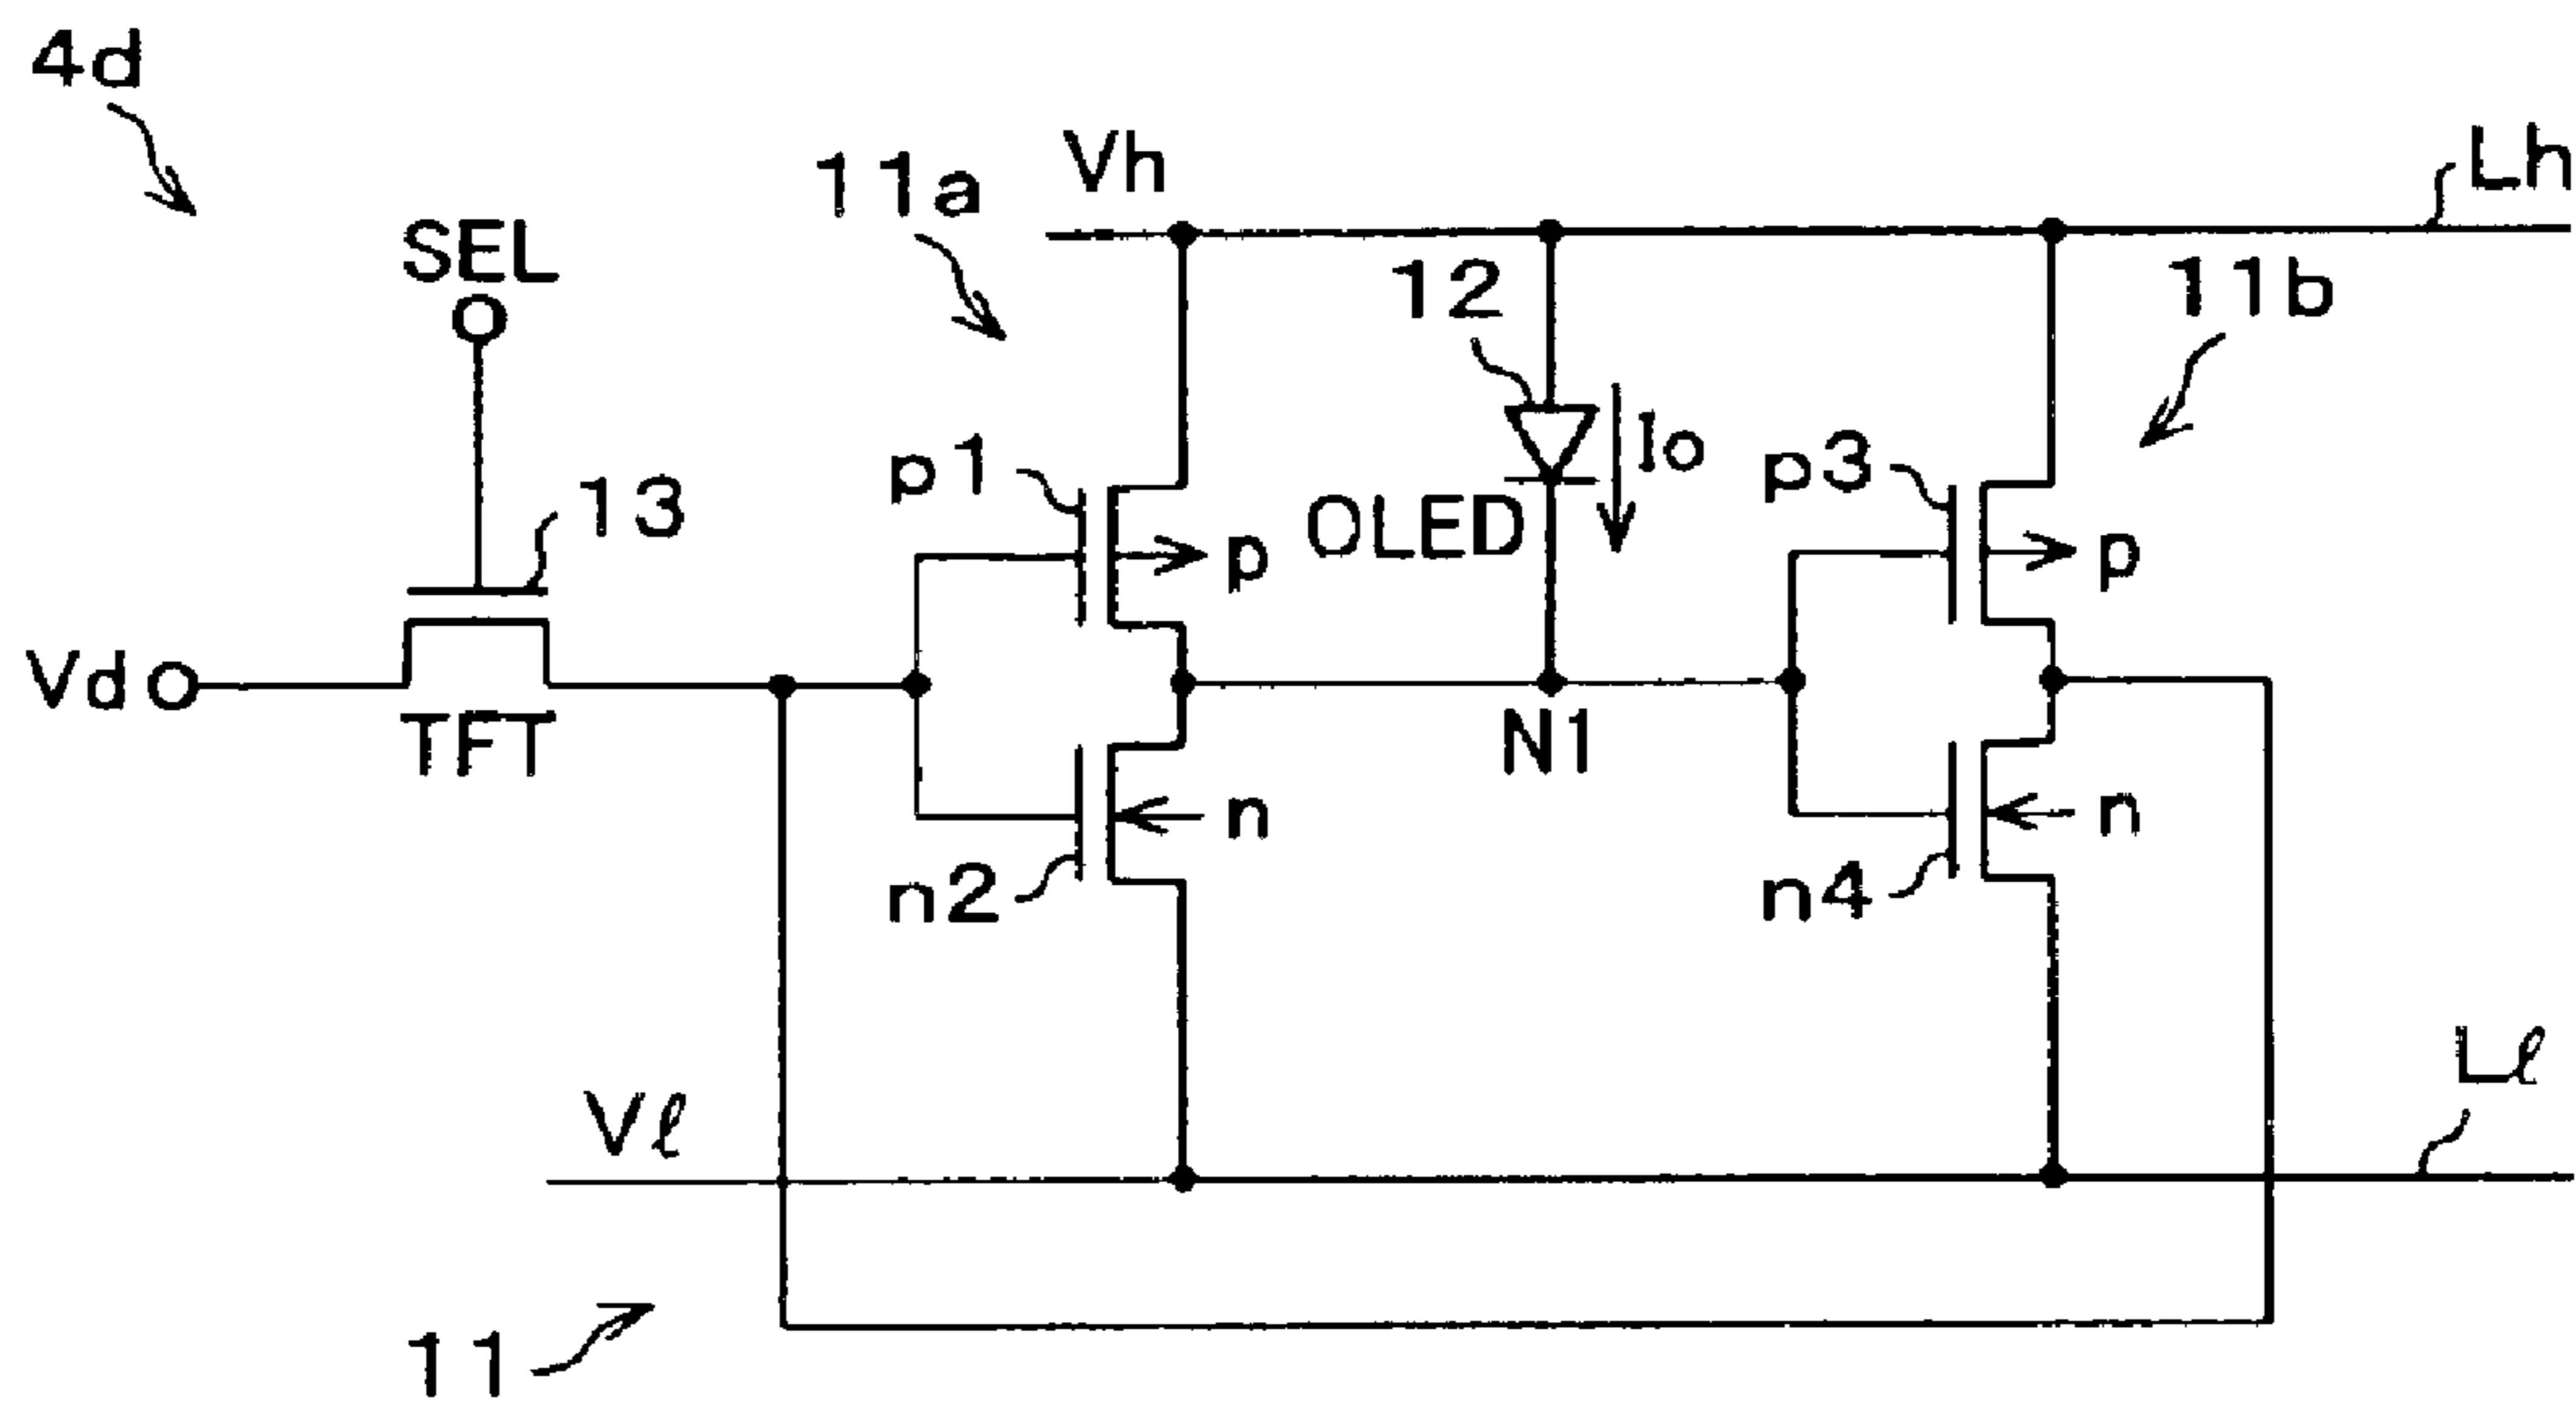 4d
Vh
Lh
11a
SEL
12
11b
p1
Io
p3
13
OLED
p
p
Vd
TFT
N1
n
n
n2
n4
Vℓ
Lℓ
11